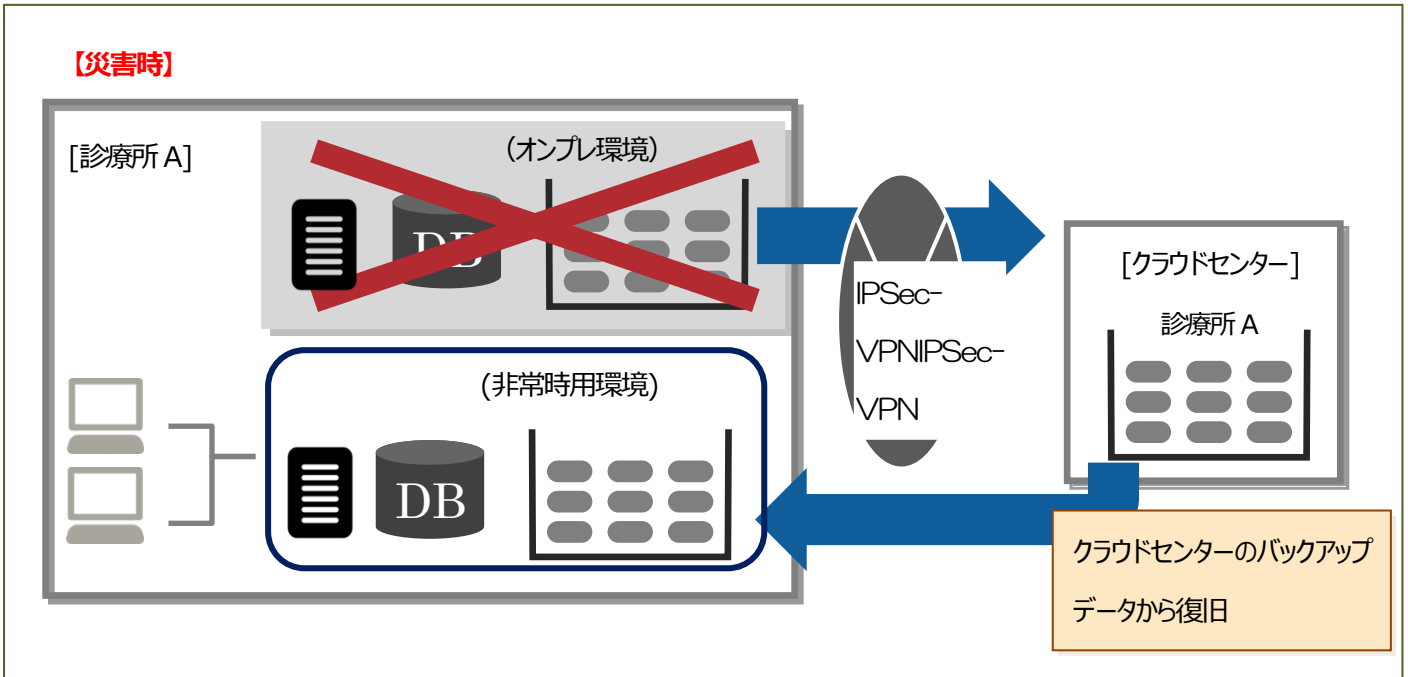 【災害時】
[診療所 A]
(オンプレ環境)
DB
IPSec-
VPNIPSec-
VPN
[クラウドセンター]
診療所 A
(非常時用環境)
DB
クラウドセンターのバックアップ
データから復旧